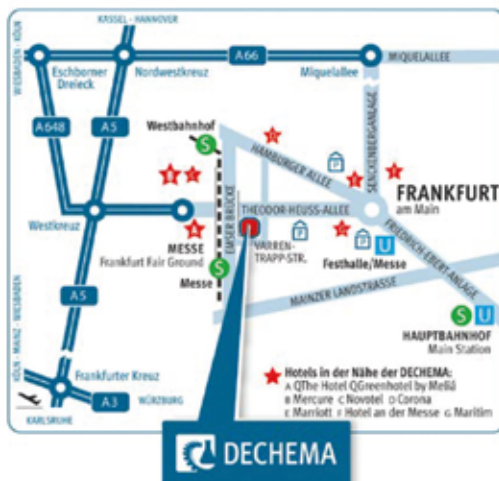 KASSEL - HANNOVER
WIESBADEN - KÖLN
A66
MIQUELALLEE
Eschborner
Dreieck
Nordwestkreuz
Miquelallee
A648
A5
Westbahnhof
S
HAMBURGER ALLEE
SENCKENBERGANLAGE
FRANKFURT
am Main
Westkreuz
EMSER BRÜCKE
THEODOR-HEUSS-ALLEE
P
P
P
MESSE
Frankfurt Fair Ground
VARREN-
TRAPP-STR.
Festhalle/Messe
U
FRIEDRICH-EBERT ANLAGE
Messe
S
A5
MAINZER LANDSTRASSE
KÖLN - MAINZ - WIESBADEN
S U
HAUPTBAHNHOF
Main Station
Frankfurter Kreuz
A3
WÜRZBURG
KARLSRUHE
Hotels in der Nähe der DECHEMA:
A QThe Hotel QGreenhotel by Meliá
B Mercure C Novotel D Corona
E Marriott F Hotel an der Messe G Maritim
DECHEMA